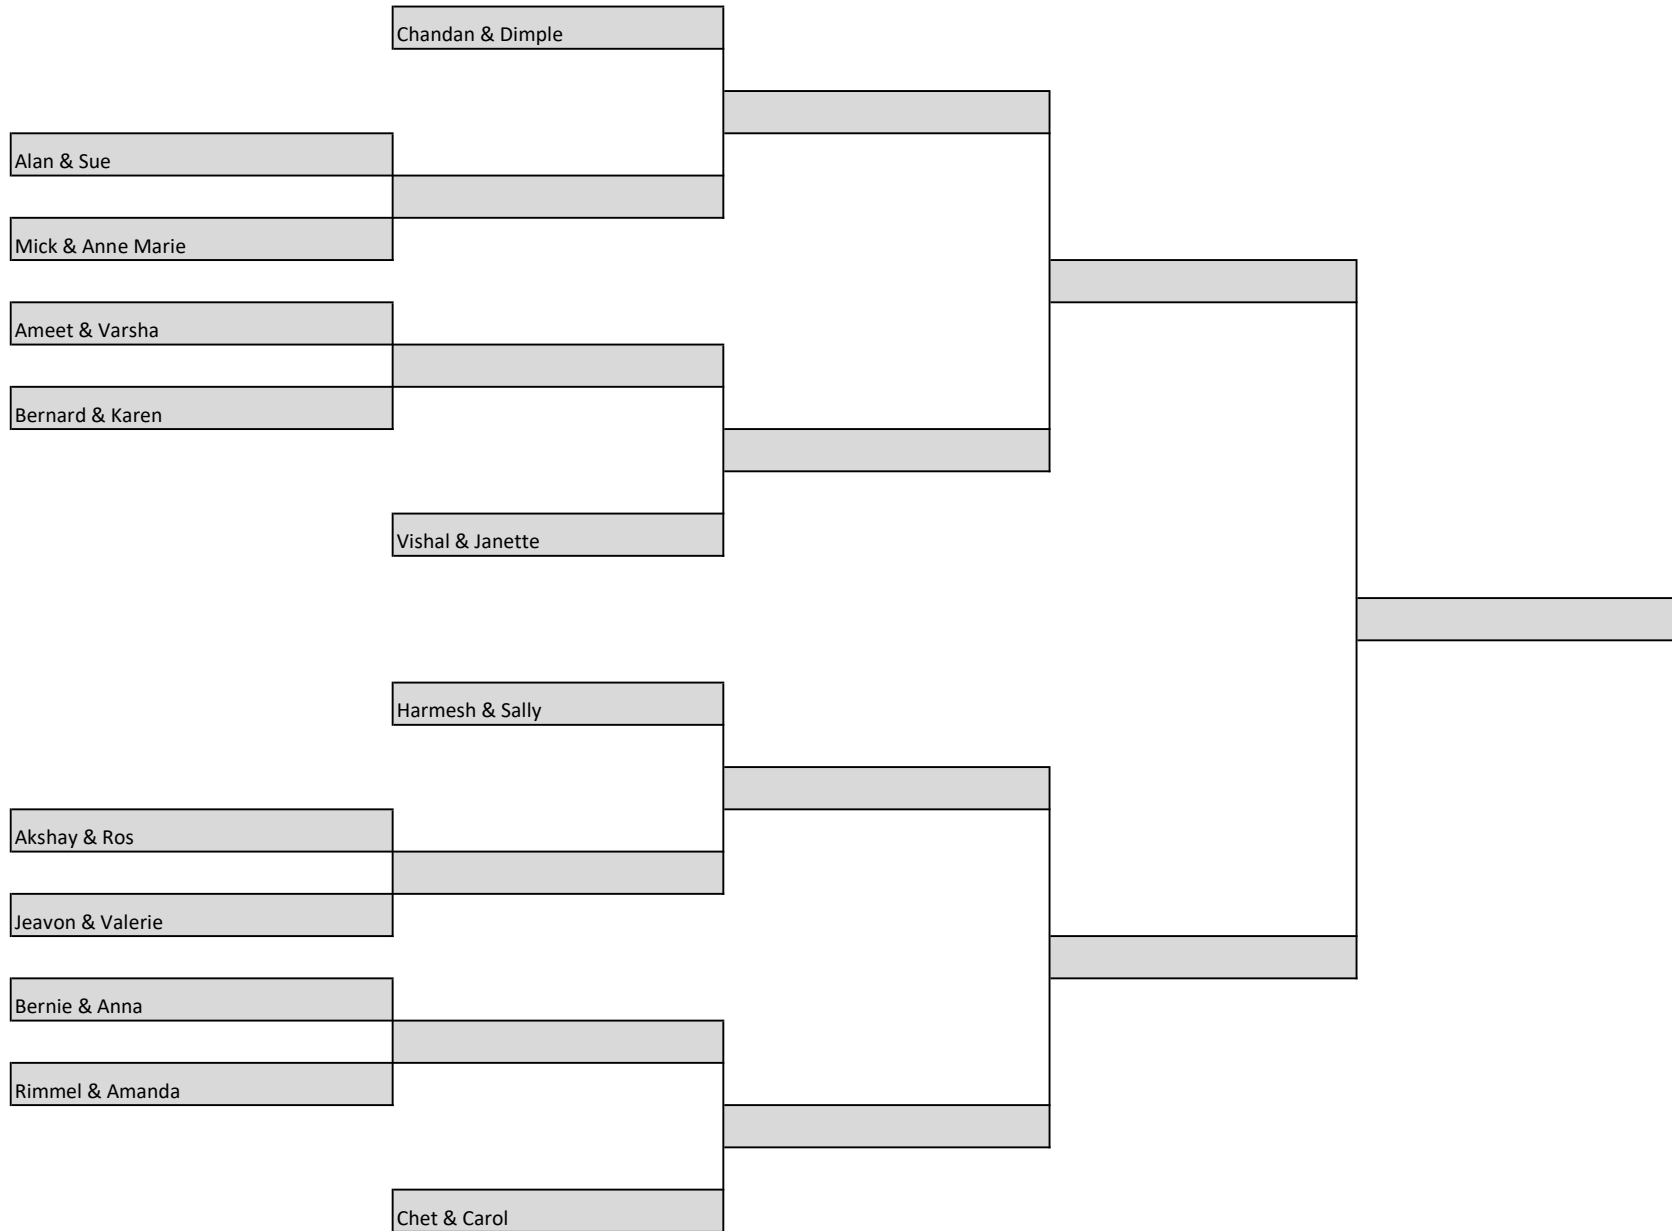 Chandan & Dimple
Alan & Sue
Mick & Anne Marie
Ameet & Varsha
Bernard & Karen
Vishal & Janette
Harmesh & Sally
Akshay & Ros
Jeavon & Valerie
Bernie & Anna
Rimmel & Amanda
Chet & Carol